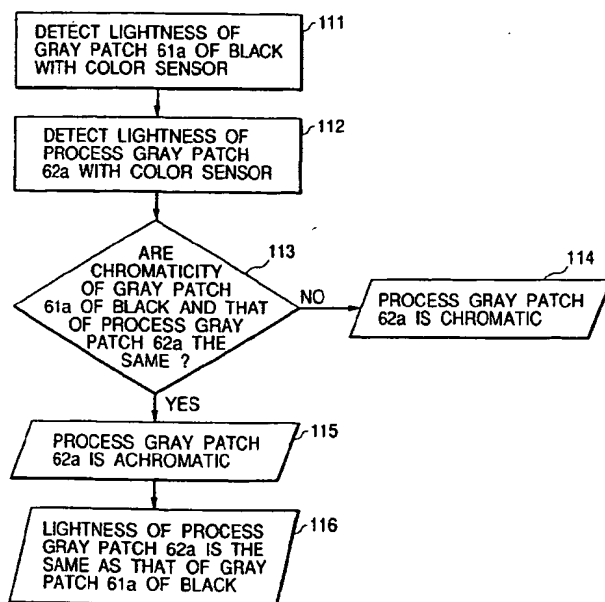 DETECT LIGHTNESS OF
GRAY PATCH 61a OF BLACK
WITH COLOR SENSOR
111
DETECT LIGHTNESS OF
PROCESS GRAY PATCH
62a WITH COLOR SENSOR
112
ARE
CHROMATICITY
OF GRAY PATCH
61a OF BLACK AND THAT
OF PROCESS GRAY
PATCH 62a THE
SAME ?
113
NO
PROCESS GRAY PATCH
62a IS CHROMATIC
114
YES
PROCESS GRAY PATCH
62a IS ACHROMATIC
115
LIGHTNESS OF PROCESS
GRAY PATCH 62a IS THE
SAME AS THAT OF GRAY
PATCH 61a OF BLACK
116